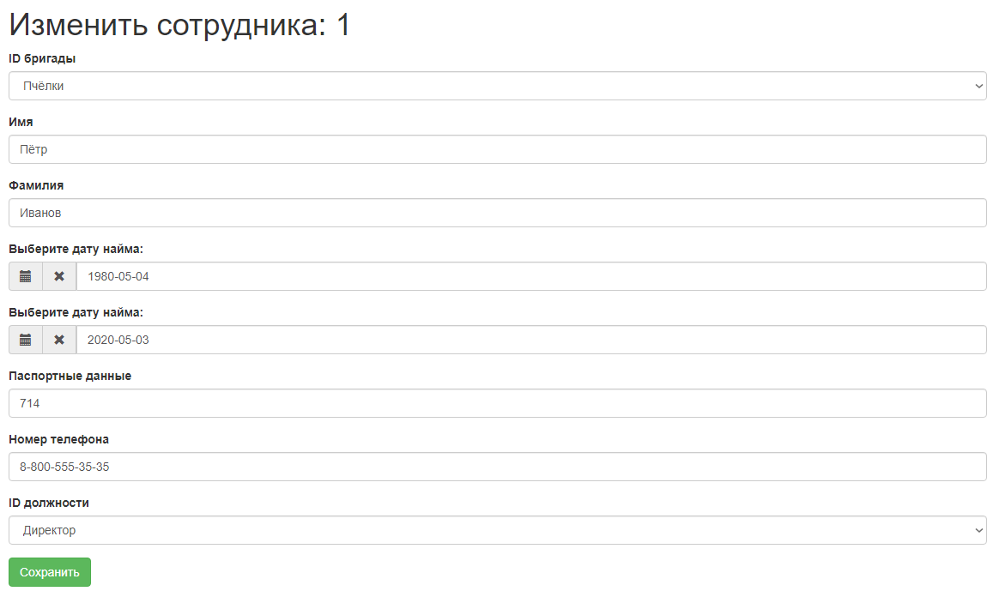 Изменить сотрудника: 1
ID бригады
Пчёлки
Имя
Пётр
Фамилия
Иванов
Выберите дату найма:
1980-05-04
Выберите дату найма:
2020-05-03
Паспортные данные
714
Номер телефона
8-800-555-35-35
ID должности
Директор
Сохранить